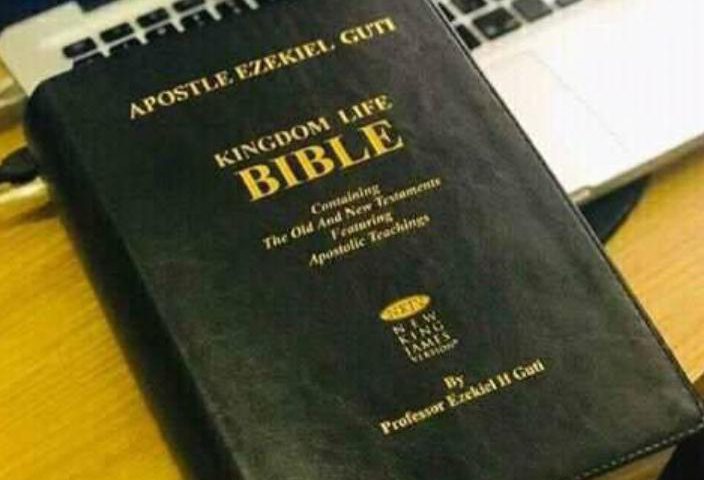 APOSTLE EZEKIEL GUTI
KINGDOM LIFE
BIBLE
Containing
The Old And New Testaments
Featuring
Apostolic Teachings
NKJV
NEW
KING
JAMES
VERSION®
By
Professor Ezekiel H Guti